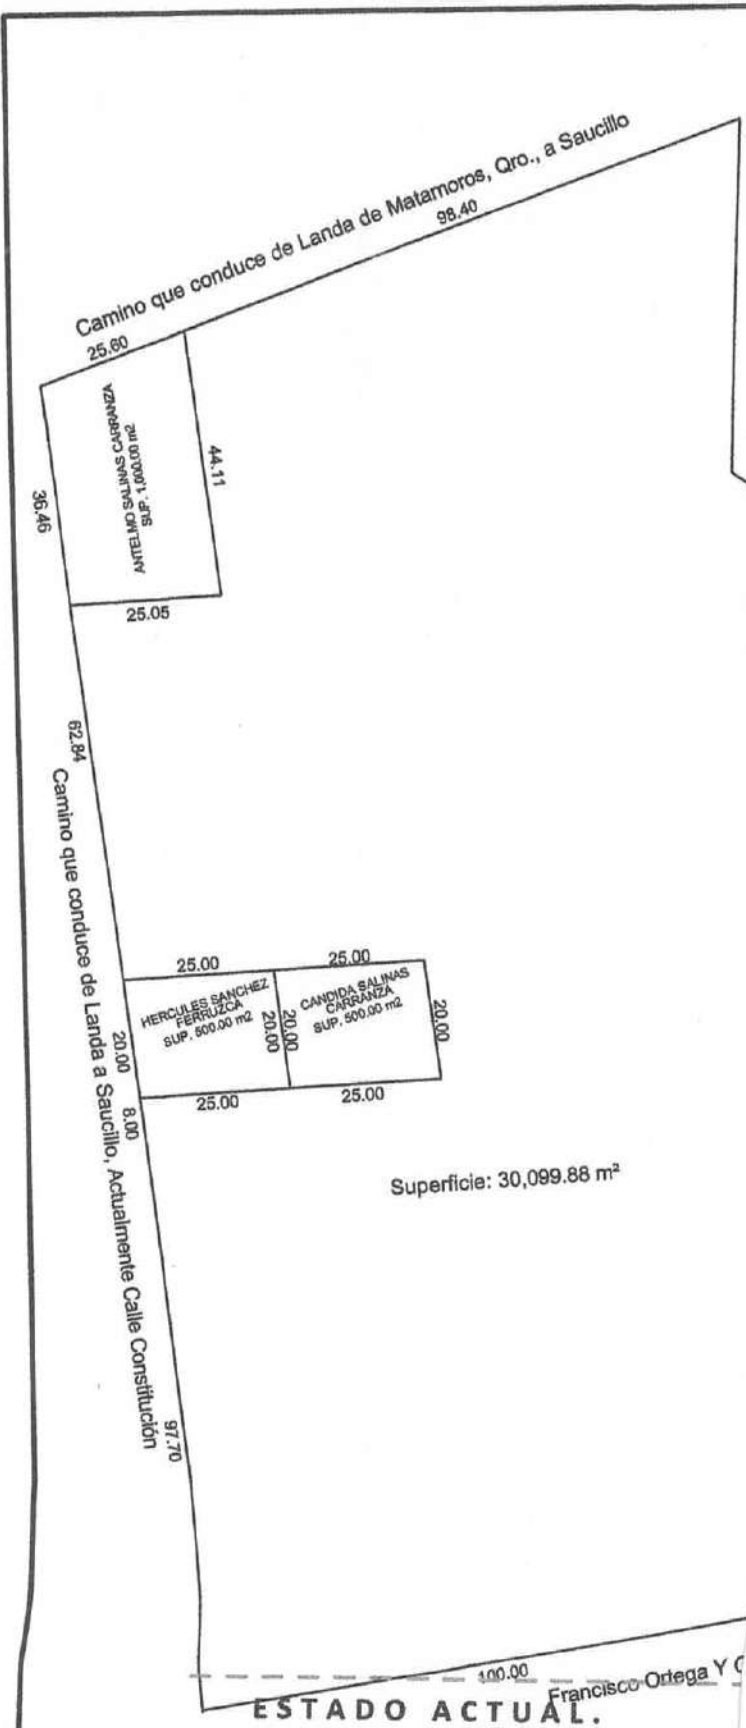 Camino que conduce de Landa de Matamoros, Qro., a Saucillo
98.40
25.60
ANTELMO SALINAS CARRANZA
SUP. 1,000.00 m2
44.11
36.46
25.05
62.84
Camino que conduce de Landa a Saucillo, Actualmente Calle Constitución
25.00
25.00
HERCULES SANCHEZ
FERRUZCA
SUP. 500.00 m2
20.00
20.00
CANDIDA SALINAS
CARRANZA
SUP. 500.00 m2
20.00
20.00
25.00
25.00
8.00
Superficie: 30,099.88 m²
97.70
100.00
Francisco Ortega Y
ESTADO ACTUAL.